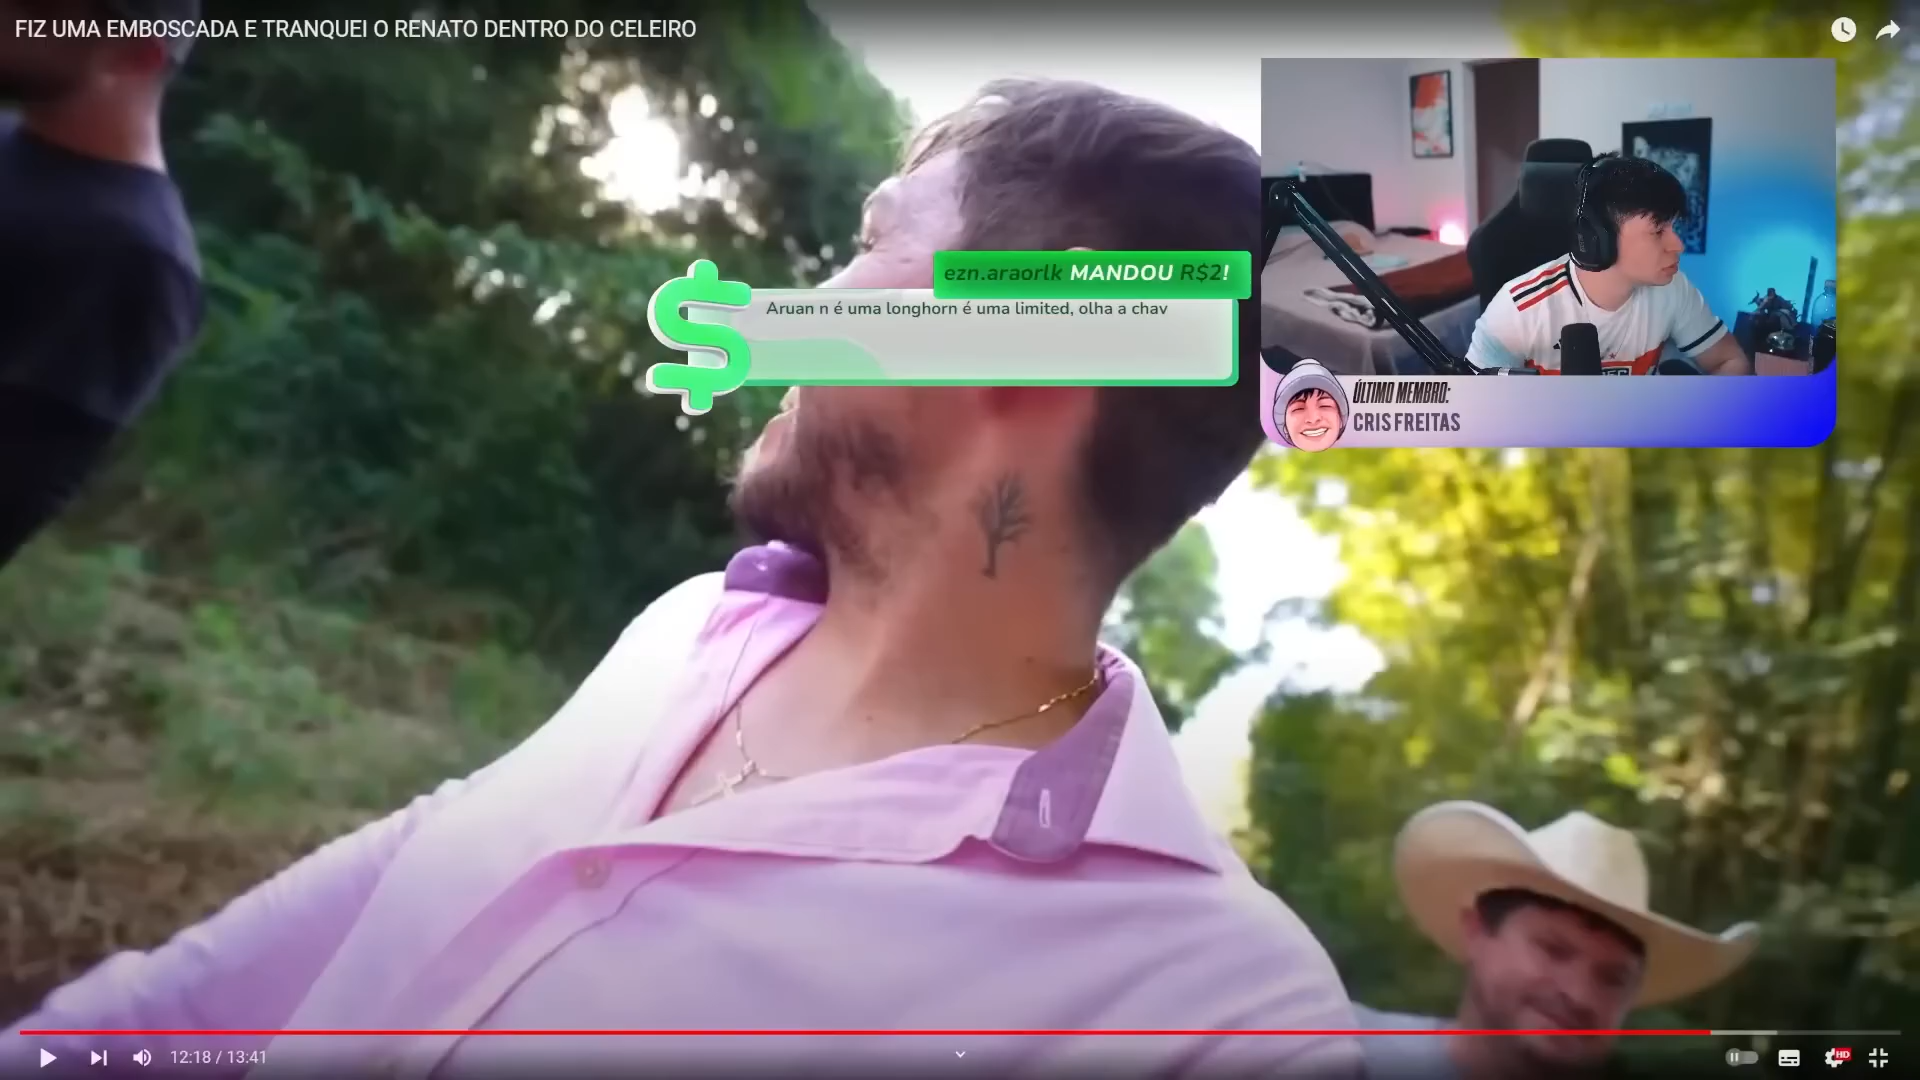 FIZ UMA EMBOSCADA E TRANQUEI O RENATO DENTRO DO CELEIRO
ezn.araorlk MANDOU R$2!
Aruan n é uma longhorn é uma limited, olha a chav
ÚLTIMO MEMBRO:
CRIS FREITAS
12:18 / 13:41
HD